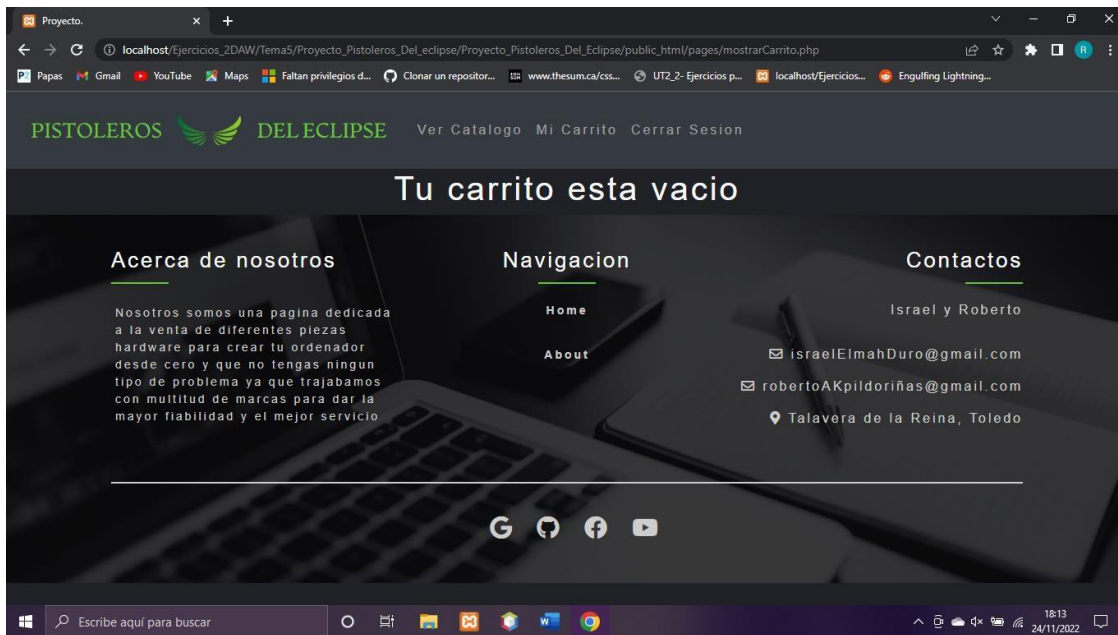 Proyecto.
localhost/Ejercicios_2DAW/Tema5/Proyecto_Pistoleros_Del_eclipse/Proyecto_Pistoleros_Del_Eclipse/public_html/pages/mostrarCarrito.php
R
Papas Gmail YouTube Maps Faltan privilegios d... Clonar un repositor... www.thesum.ca/css... UT2_2- Ejercicios p... localhost/Ejercicios... Engulfing Lightning...
PISTOLEROS DEL ECLIPSE Ver Catalogo Mi Carrito Cerrar Sesion
Tu carrito esta vacio
Acerca de nosotros
Nosotros somos una pagina dedicada
a la venta de diferentes piezas
hardware para crear tu ordenador
desde cero y que no tengas ningun
tipo de problema ya que trajabamos
con multitud de marcas para dar la
mayor fiabilidad y el mejor servicio
Navigacion
Home
About
Contactos
Israel y Roberto
israelElmahDuro@gmail.com
robertoAKpildoriñas@gmail.com
Talavera de la Reina, Toledo
Escribe aquí para buscar
18:13
24/11/2022